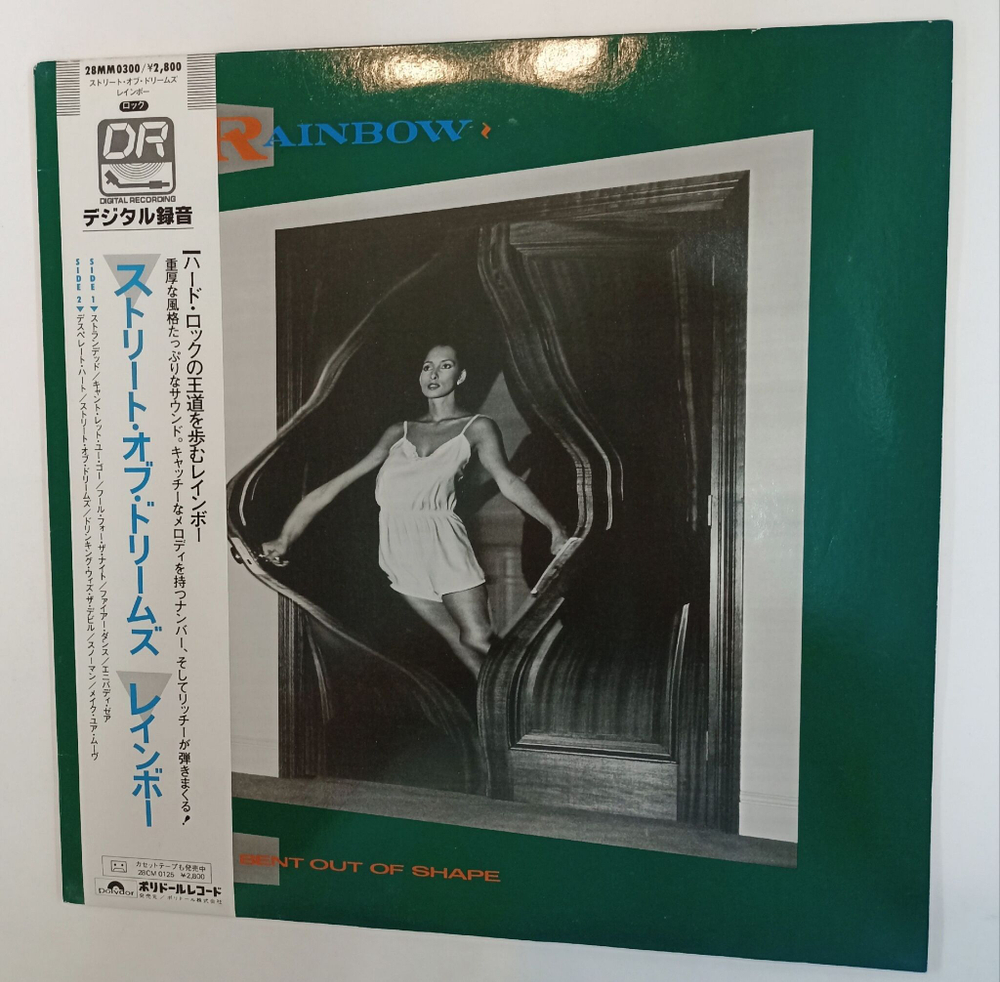 28MM0300/¥2,800
ストリート・オブ・ドリームズ
レインボー
ロック
DR
DIGITAL RECORDING
デジタル録音
ハード・ロックの王道を歩むレインボー
重厚な風格たっぷりなサウンド。キャッチーなメロディを持つナンバー、そしてリッチーが弾きまくる!
ストリート・オブ・ドリームズ レインボー
SIDE 1▼ストランデッド/キャント・レット・ユー・ゴー/フール・フォー・ザ・ナイト/ファイアー・ダンス/エニバディ・ゼア
SIDE 2▼デスペレート・ハート/ストリート・オブ・ドリームズ/ドリンキング・ウィズ・ザ・デビル/スノーマン/メイク・ユア・ムーヴ
カセットテープも発売中
28CM 0125 ¥2,800
polydor
ポリドールレコード
発売元/ポリドール株式会社
RAINBOW
BENT OUT OF SHAPE